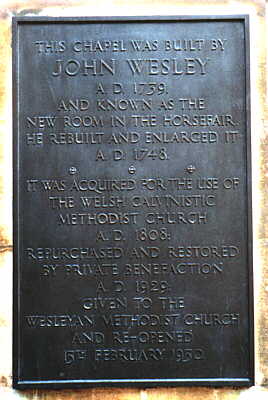 THIS CHAPEL WAS BUILT BY
JOHN WESLEY
A. D. 1739,
AND KNOWN AS THE
NEW ROOM IN THE HORSEFAIR.
HE REBUILT AND ENLARGED IT
A. D. 1748.
IT WAS ACQUIRED FOR THE USE OF
THE WELSH CALVINISTIC
METHODIST CHURCH
A. D. 1808;
REPURCHASED AND RESTORED
BY PRIVATE BENEFACTION
A. D. 1929;
GIVEN TO THE
WESLEYAN METHODIST CHURCH
AND RE-OPENED
13TH FEBRUARY 1930.